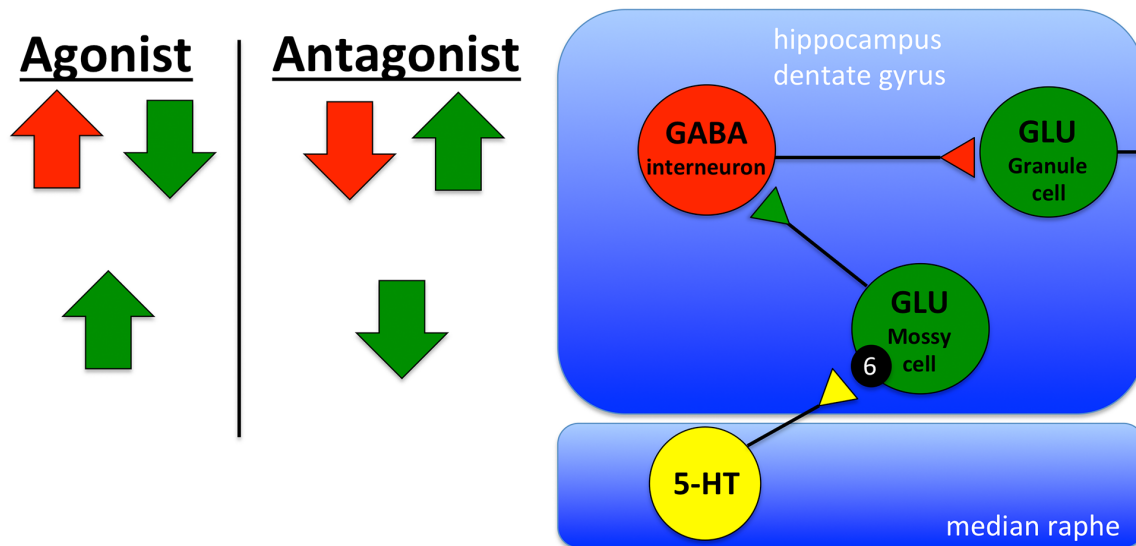 Agonist
Antagonist
hippocampus
dentate gyrus
GABA
interneuron
GLU
Granule
cell
GLU
Mossy
cell
6
5-HT
median raphe